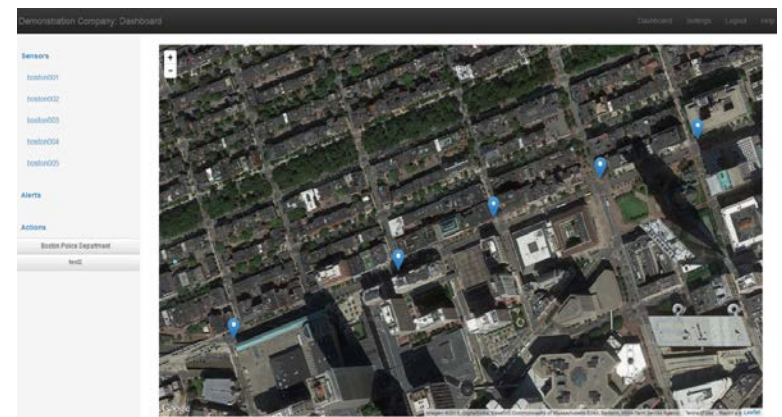 Demonstration Company: Dashboard
Dashboard Settings Logout Help
Sensors
boston001
boston002
boston003
boston004
boston005
Alerts
Actions
Boston Police Department
test2
+
-
Google